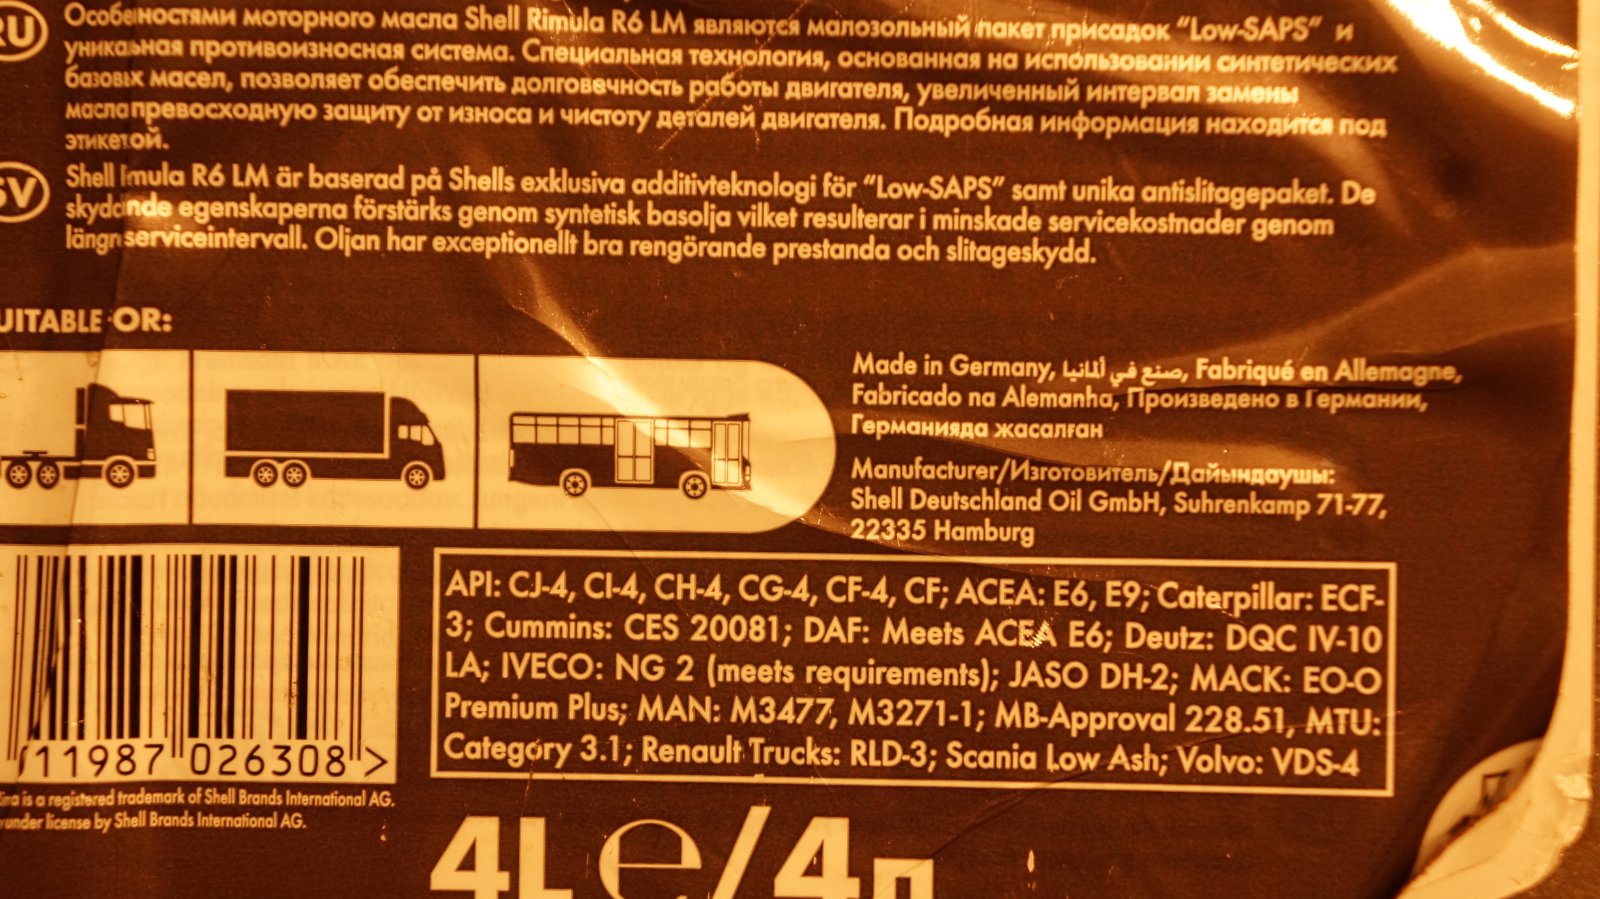 RU
Особенностями моторного масла Shell Rimula R6 LM являются малозольный пакет присадок “Low-SAPS” и
уникальная противоизносная система. Специальная технология, основанная на использовании синтетических
базовых масел, позволяет обеспечить долговечность работы двигателя, увеличенный интервал замены
масла превосходную защиту от износа и чистоту деталей двигателя. Подробная информация находится под
этикеткой.
SV
Shell imula R6 LM är baserad på Shells exklusiva additivteknologi för “Low-SAPS” samt unika antislitagepaket. De
skyddande egenskaperna förstärks genom syntetisk basolja vilket resulterar i minskade servicekostnader genom
längre serviceintervall. Oljan har exceptionellt bra rengörande prestanda och slitageskydd.
UITABLE OR:
Made in Germany, صنع في ألمانيا, Fabriqué en Allemagne,
Fabricado na Alemanha, Произведено в Германии,
Германияда жасалған
Manufacturer/Изготовитель/Дайындаушы:
Shell Deutschland Oil GmbH, Suhrenkamp 71-77,
22335 Hamburg
API: CJ-4, CI-4, CH-4, CG-4, CF-4, CF; ACEA: E6, E9; Caterpillar: ECF-
3; Cummins: CES 20081; DAF: Meets ACEA E6; Deutz: DQC IV-10
LA; IVECO: NG 2 (meets requirements); JASO DH-2; MACK: EO-O
Premium Plus; MAN: M3477, M3271-1; MB-Approval 228.51, MTU:
Category 3.1; Renault Trucks: RLD-3; Scania Low Ash; Volvo: VDS-4
11987 026308 >
is a registered trademark of Shell Brands International AG.
under license by Shell Brands International AG.
4L e/4л